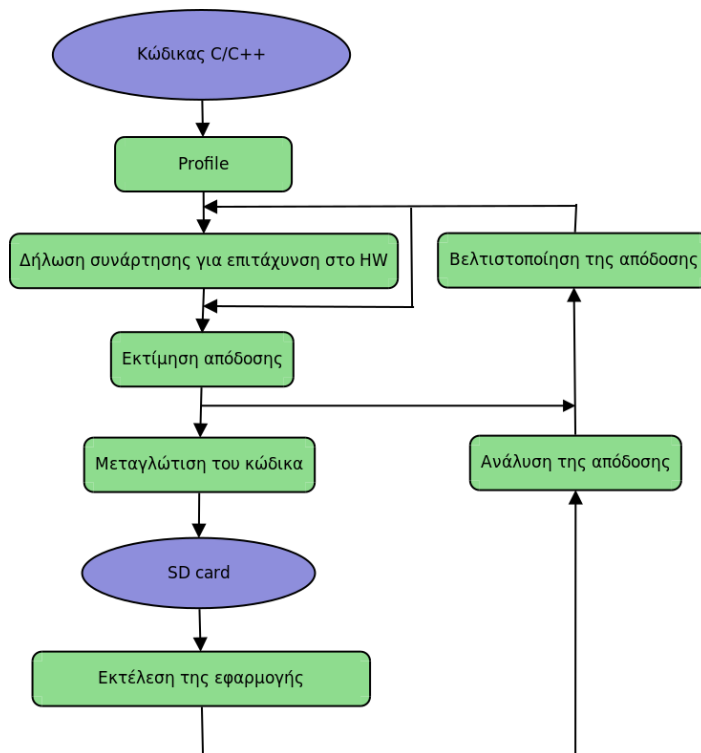 Κώδικας C/C++
Profile
Δήλωση συνάρτησης για επιτάχυνση στο HW
Βελτιστοποίηση της απόδοσης
Εκτίμηση απόδοσης
Μεταγλώτιση του κώδικα
Ανάλυση της απόδοσης
SD card
Εκτέλεση της εφαρμογής